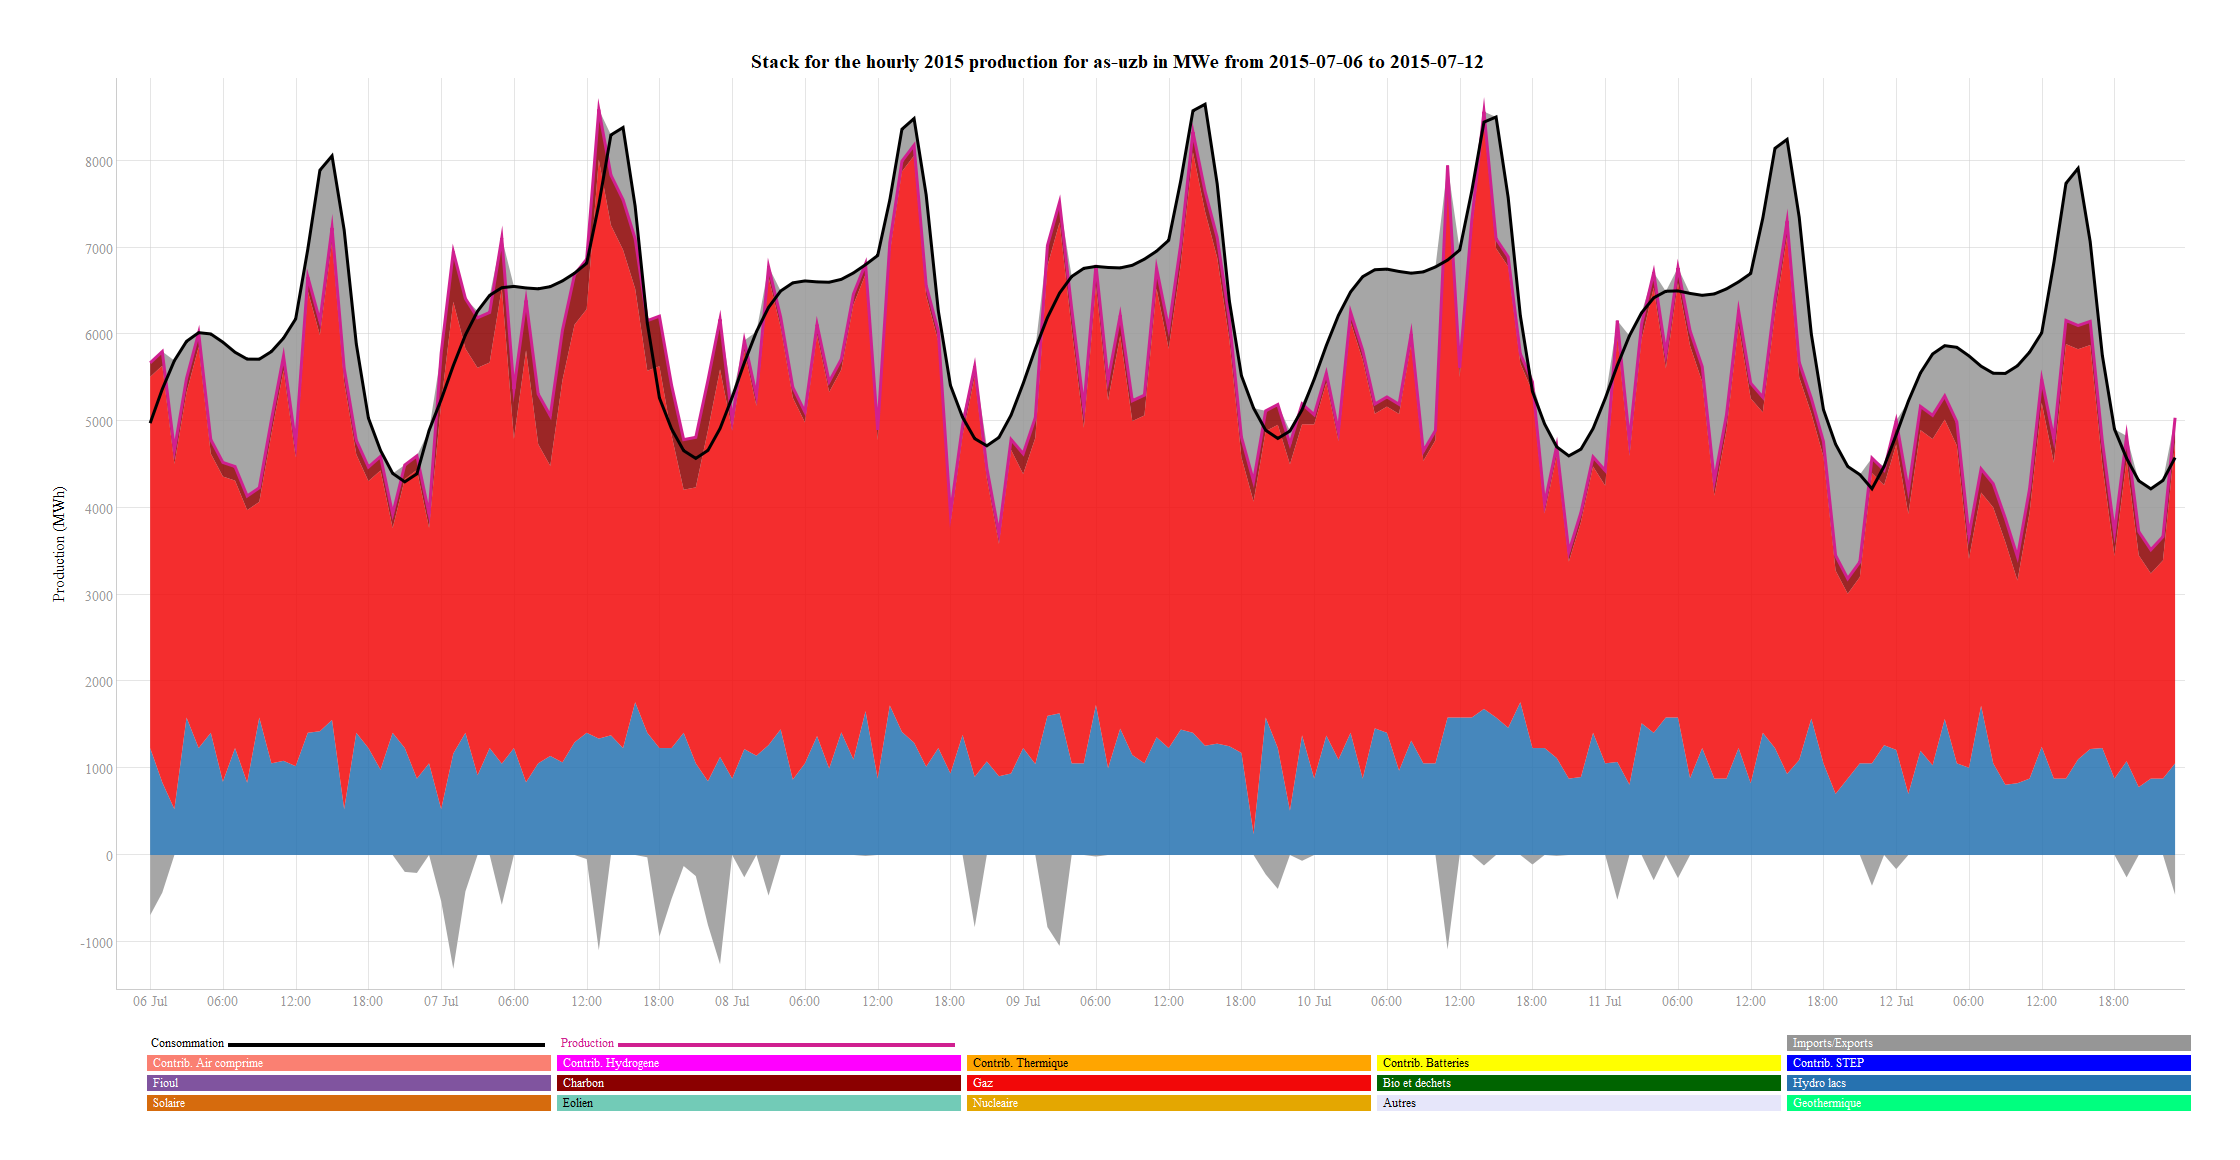 Stack for the hourly 2015 production for as-uzb in MWe from 2015-07-06 to 2015-07-12
Production (MWh)
8000
7000
6000
5000
4000
3000
2000
1000
0
-1000
06 Jul 06:00 12:00 18:00 07 Jul 06:00 12:00 18:00 08 Jul 06:00 12:00 18:00 09 Jul 06:00 12:00 18:00 10 Jul 06:00 12:00 18:00 11 Jul 06:00 12:00 18:00 12 Jul 06:00 12:00 18:00
Consommation Production Imports/Exports
Contrib. Air comprime Contrib. Hydrogene Contrib. Thermique Contrib. Batteries Contrib. STEP
Fioul Charbon Gaz Bio et dechets Hydro lacs
Solaire Eolien Nucleaire Autres Geothermique